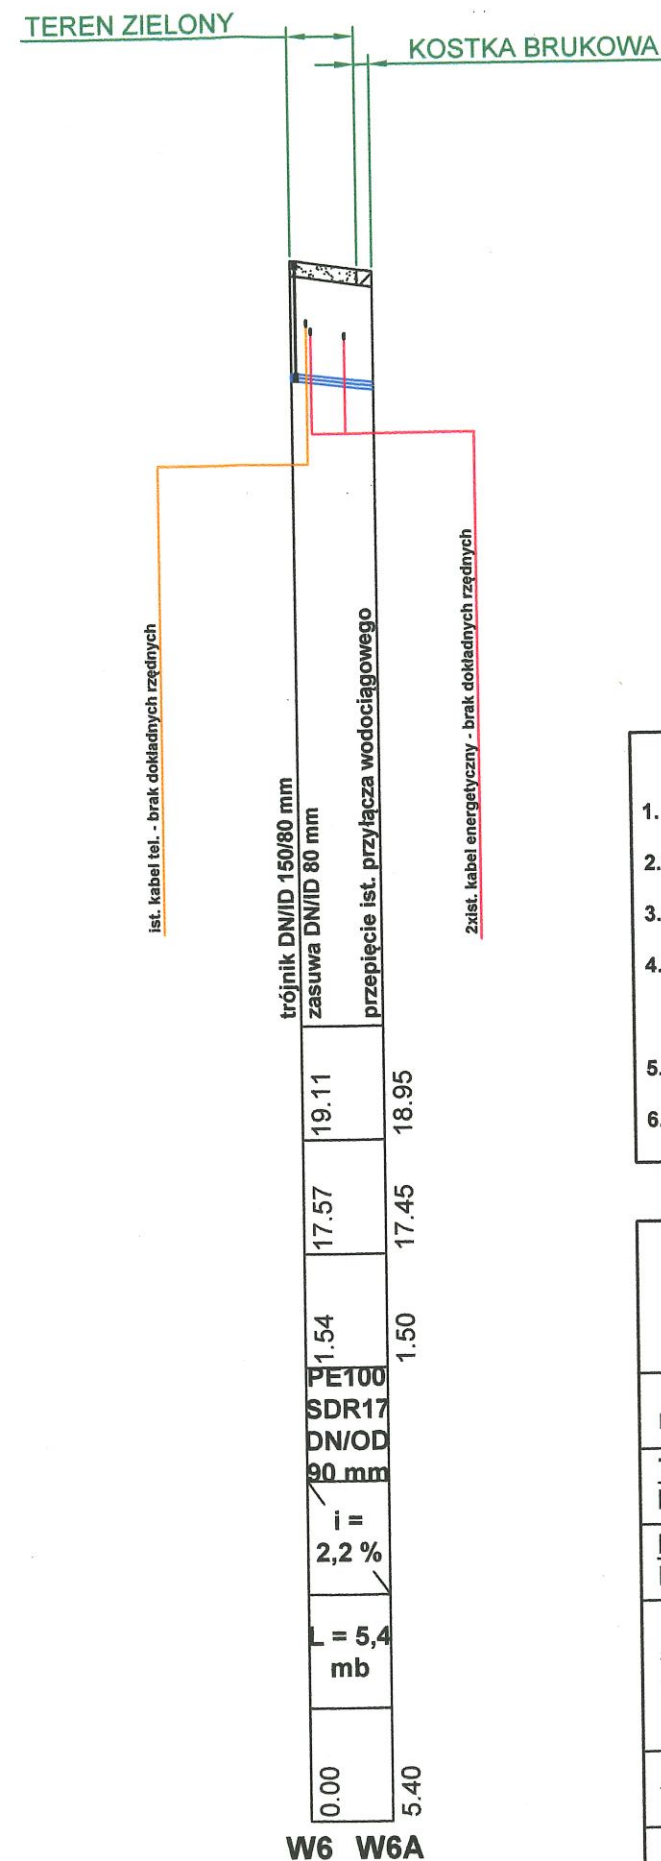 TEREN ZIELONY
KOSTKA BRUKOWA
ist. kabel tel. - brak dokładnych rzędnych
trójnik DN/ID 150/80 mm
zasuwa DN/ID 80 mm
przepięcie ist. przyłącza wodociągowego
2xist. kabel energetyczny - brak dokładnych rzędnych
19.11
18.95
17.57
17.45
1.54
1.50
PE100
SDR17
DN/OD
90 mm
i =
2,2 %
L = 5,4
mb
0.00
5.40
W6 W6A
1.
2.
3.
4.
5.
6.